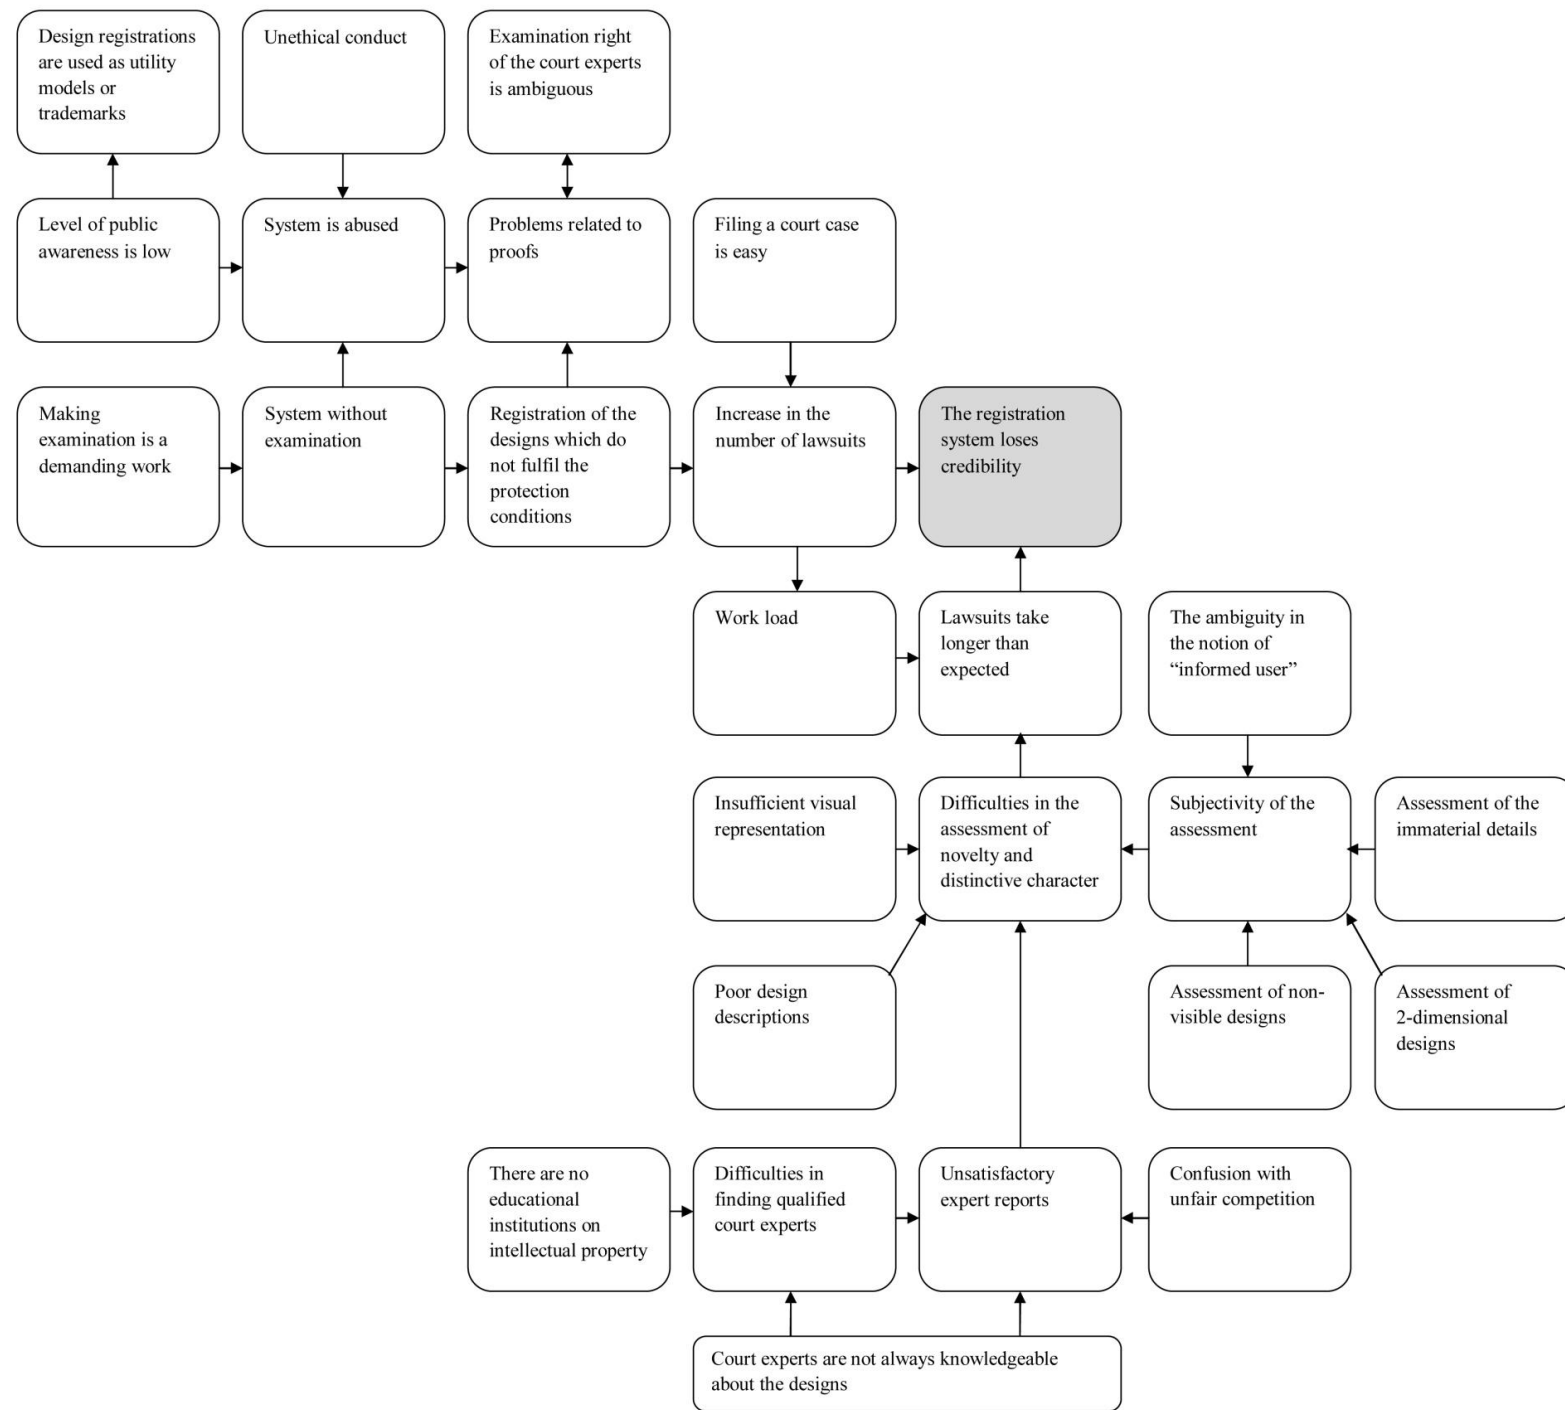 Design registrations
are used as utility
models or
trademarks
Unethical conduct
Examination right
of the court experts
is ambiguous
Level of public
awareness is low
System is abused
Problems related to
proofs
Filing a court case
is easy
Making
examination is a
demanding work
System without
examination
Registration of the
designs which do
not fulfil the
protection
conditions
Increase in the
number of lawsuits
The registration
system loses
credibility
Work load
Lawsuits take
longer than
expected
The ambiguity in
the notion of
“informed user”
Insufficient visual
representation
Difficulties in the
assessment of
novelty and
distinctive character
Subjectivity of the
assessment
Assessment of the
immaterial details
Poor design
descriptions
Assessment of non-
visible designs
Assessment of
2-dimensional
designs
There are no
educational
institutions on
intellectual property
Difficulties in
finding qualified
court experts
Unsatisfactory
expert reports
Confusion with
unfair competition
Court experts are not always knowledgeable
about the designs